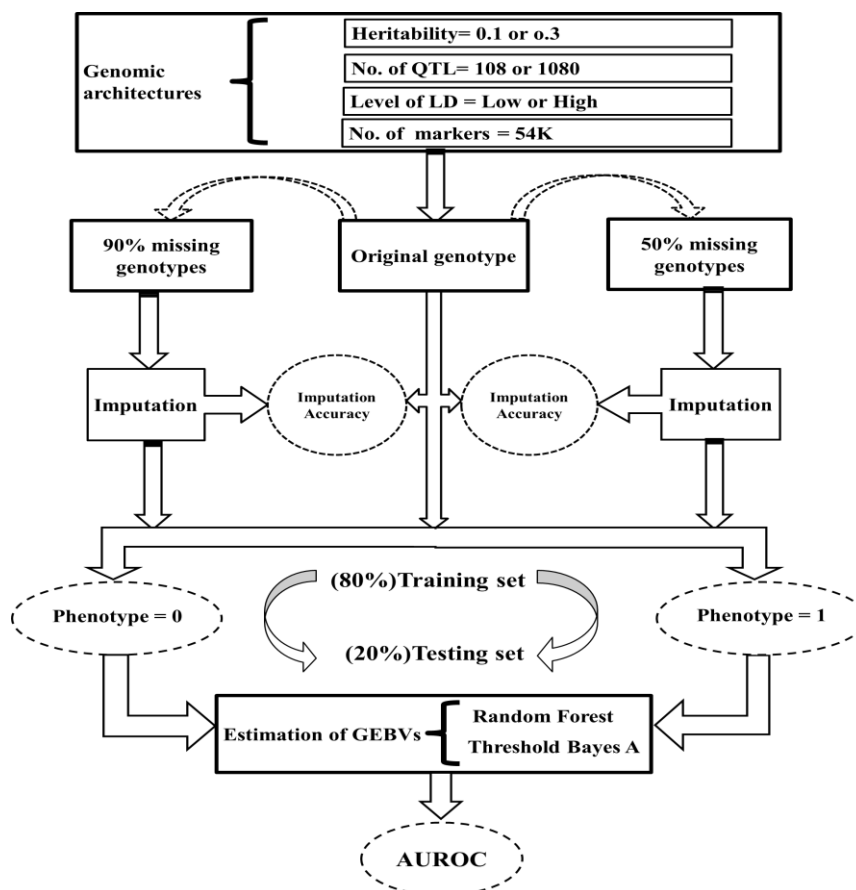 Heritability= 0.1 or o.3
Genomic
architectures
No. of QTL= 108 or 1080
Level of LD = Low or High
No. of markers = 54K
90% missing
genotypes
Original genotype
50% missing
genotypes
Imputation
Imputation
Accuracy
Imputation
Accuracy
Imputation
Phenotype = 0
(80%)Training set
Phenotype = 1
(20%)Testing set
Estimation of GEBVs
Random Forest
Threshold Bayes A
AUROC